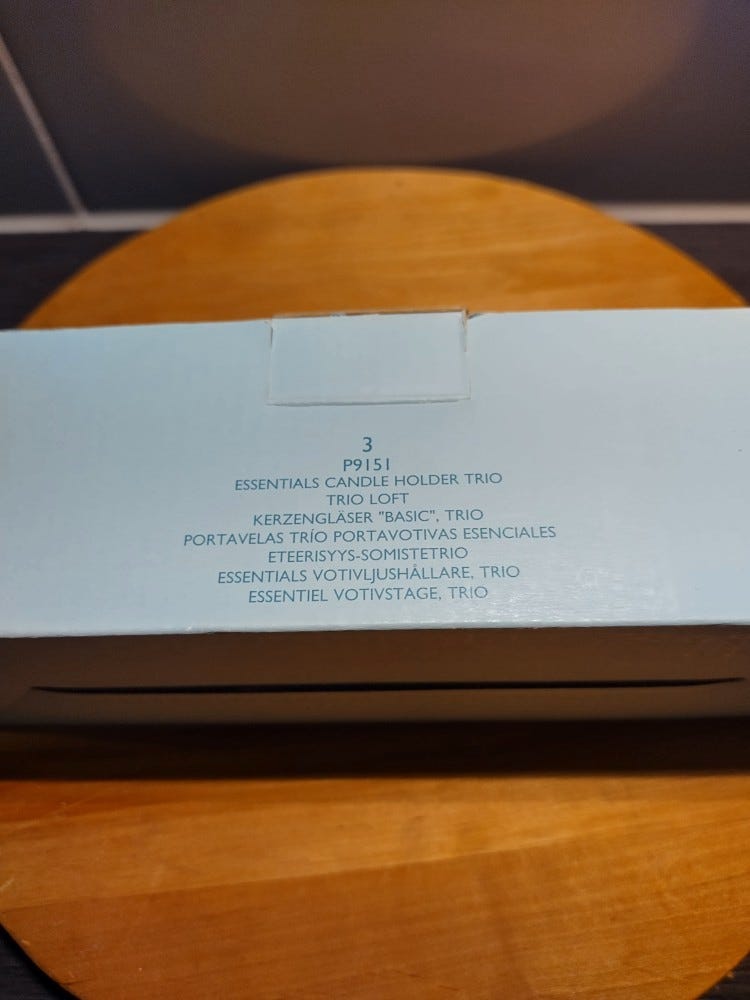 3
P9151
ESSENTIALS CANDLE HOLDER TRIO
TRIO LOFT
KERZENGLÄSER "BASIC", TRIO
PORTAVELAS TRÍO PORTAVOTIVAS ESENCIALES
ETEERISYYS-SOMISTETRIO
ESSENTIALS VOTIVLJUSHÅLLARE, TRIO
ESSENTIEL VOTIVSTAGE, TRIO